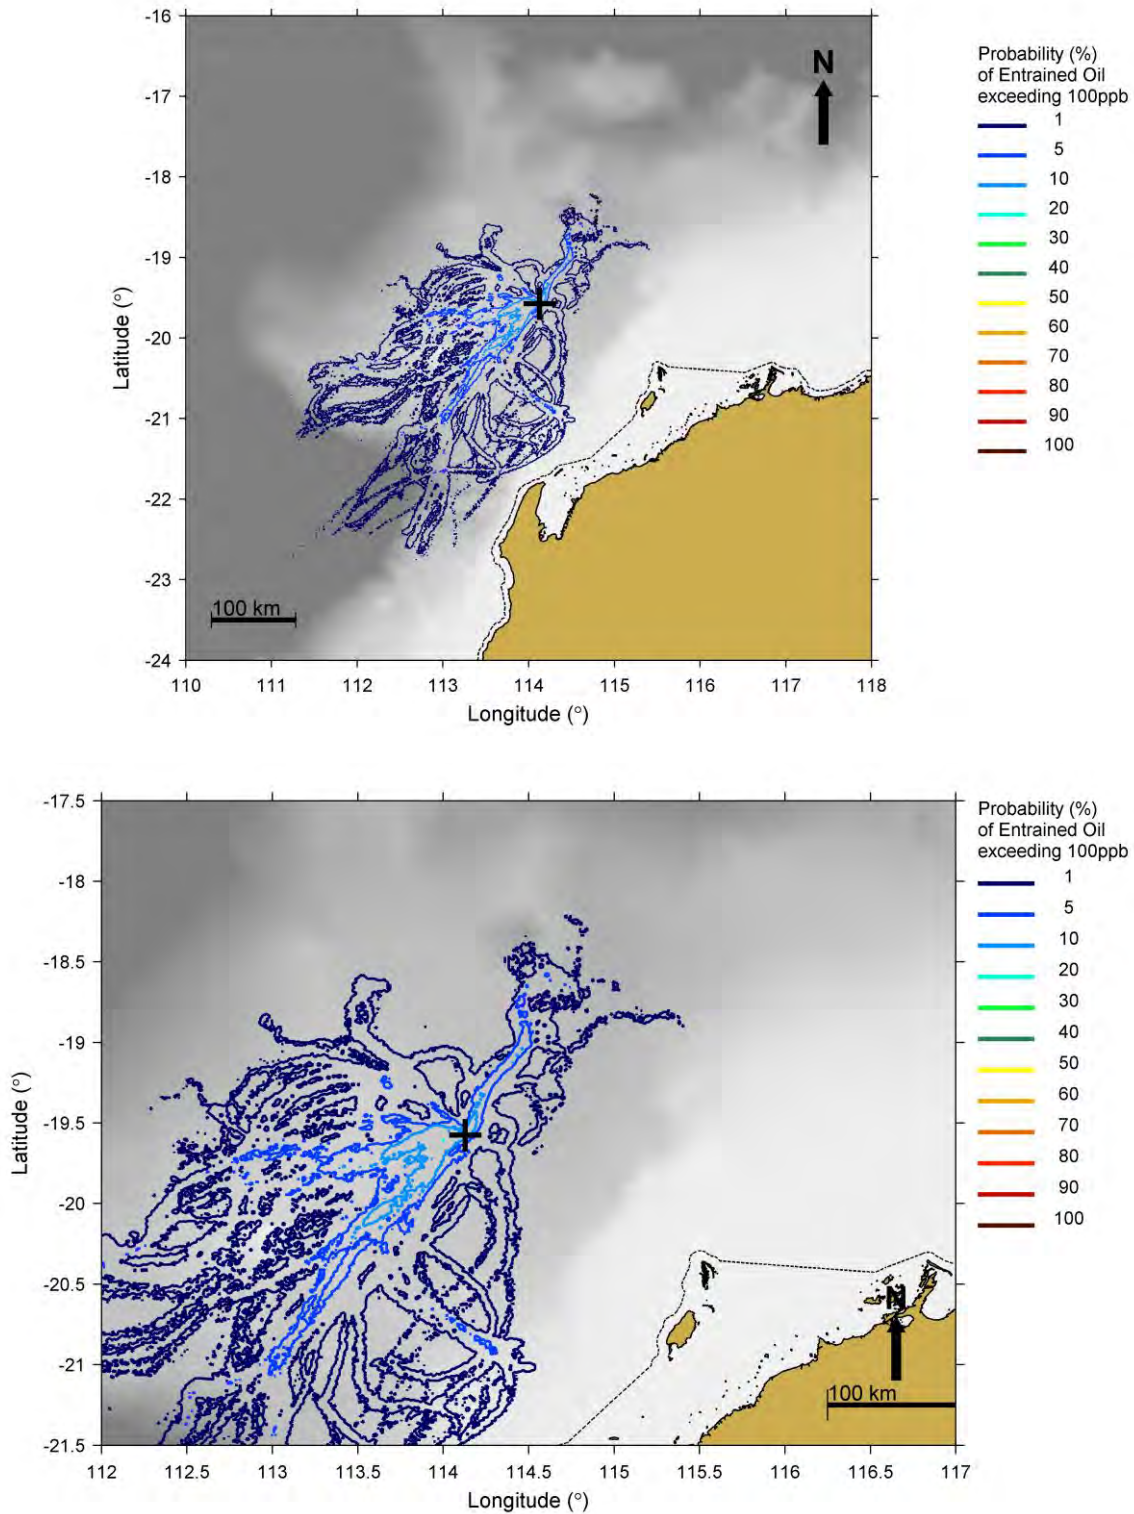 -16
-17
-18
-19
-20
-21
-22
-23
-24
Latitude (°)
N
100 km
110 111 112 113 114 115 116 117 118
Longitude (°)
Probability (%)
of Entrained Oil
exceeding 100ppb
1
5
10
20
30
40
50
60
70
80
90
100
-17.5
-18
-18.5
-19
-19.5
-20
-20.5
-21
-21.5
Latitude (°)
N
100 km
112 112.5 113 113.5 114 114.5 115 115.5 116 116.5 117
Longitude (°)
Probability (%)
of Entrained Oil
exceeding 100ppb
1
5
10
20
30
40
50
60
70
80
90
100